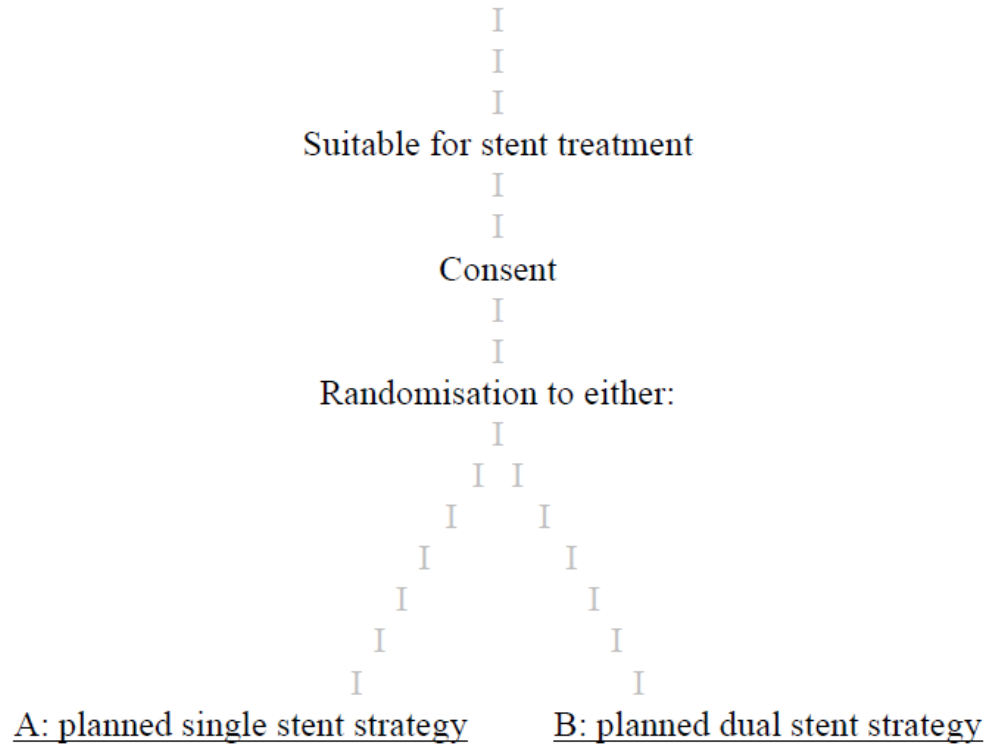 I
I
I
Suitable for stent treatment
I
I
Consent
I
I
Randomisation to either:
I
I I
I I
I I
I I
I I
I I
A: planned single stent strategy B: planned dual stent strategy